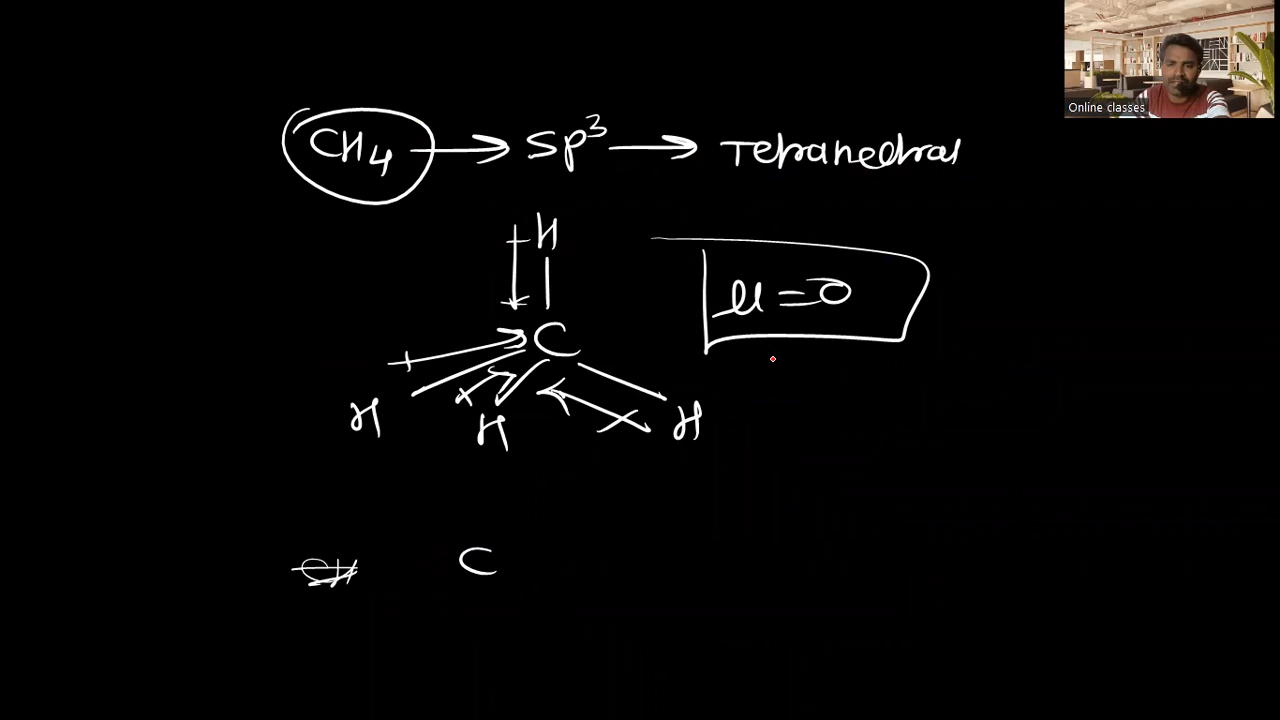 Online classes
CH4 → Sp³ → Tetrahedral
H
μ = 0
C
H H H
C